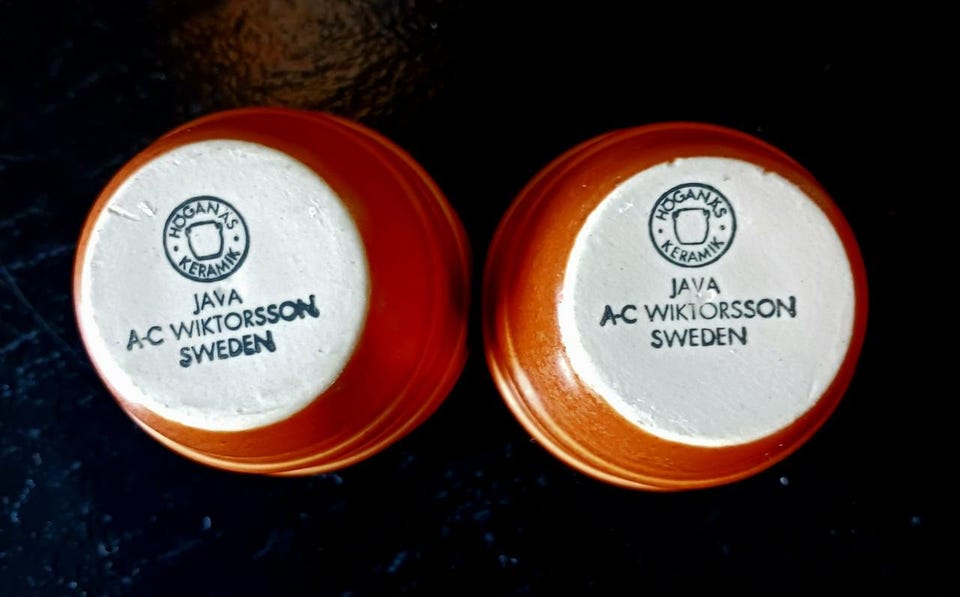 HÖGANÄS
KERAMIK
JAVA
A-C WIKTORSSON
SWEDEN
HÖGANÄS
KERAMIK
JAVA
A-C WIKTORSSON
SWEDEN